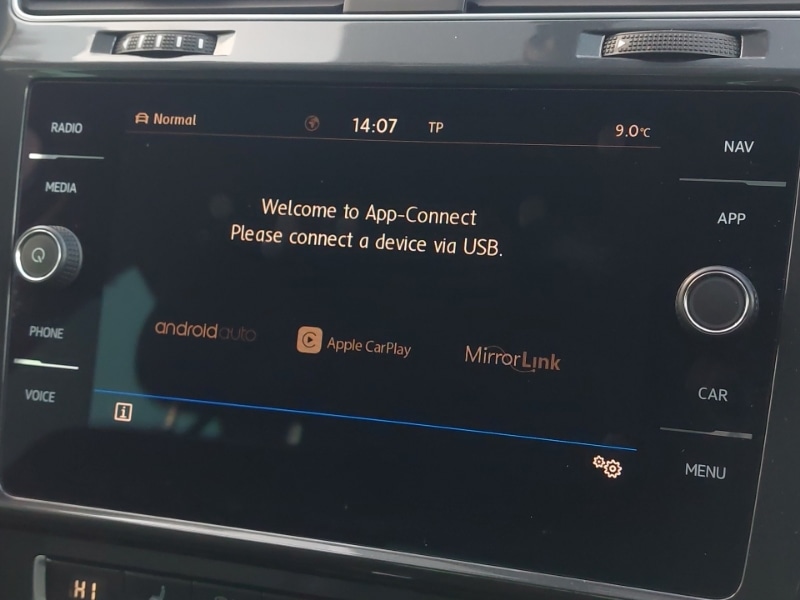 RADIO
MEDIA
PHONE
VOICE
Normal
14:07
TP
9.0°C
Welcome to App-Connect
Please connect a device via USB.
androidauto
Apple CarPlay
MirrorLink
i
NAV
APP
CAR
MENU
HI